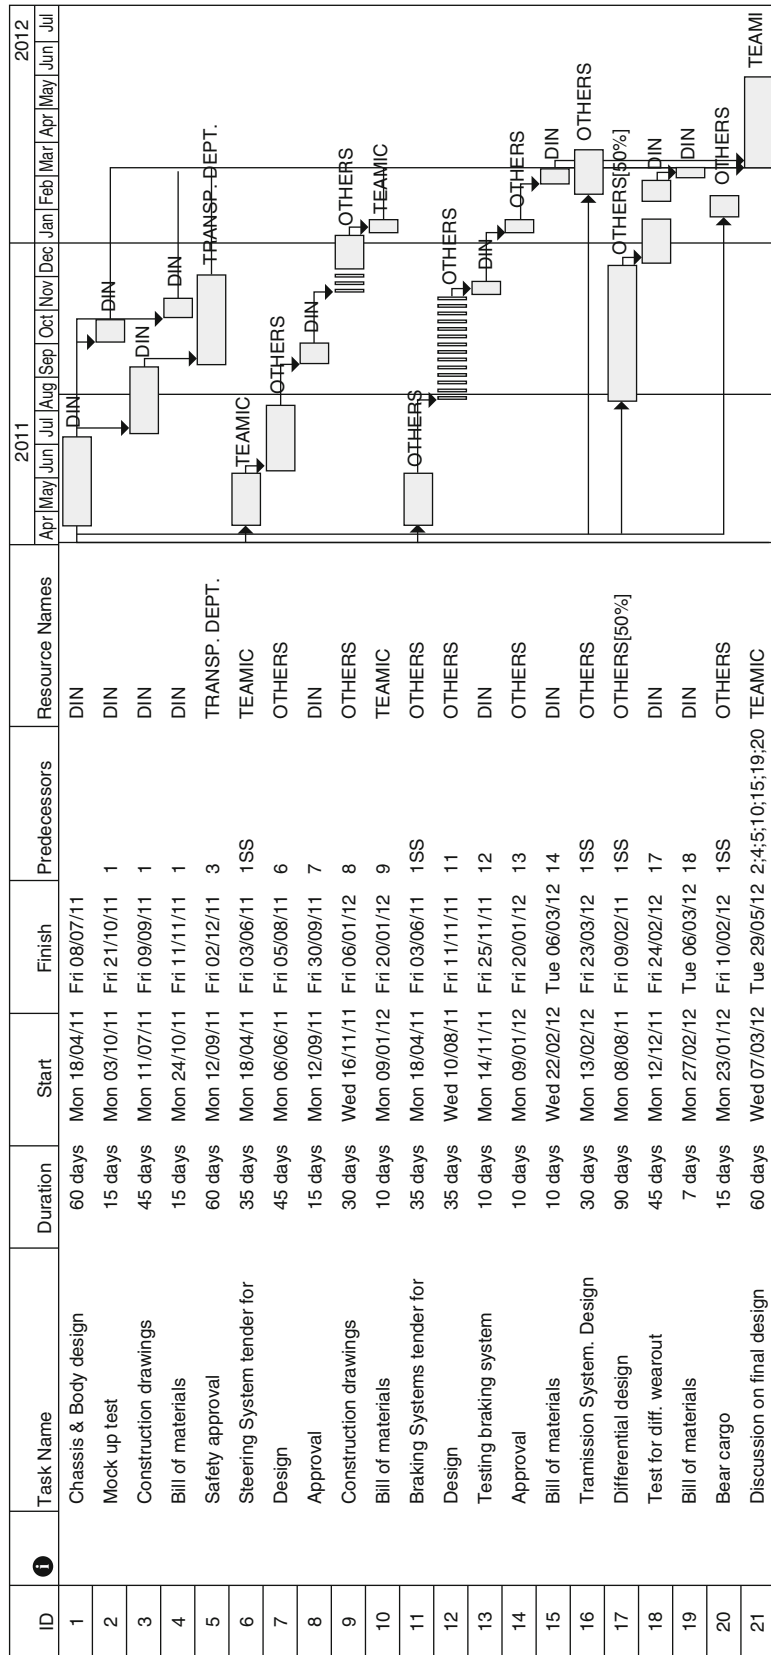 ID i Task Name Duration Start Finish Predecessors Resource Names 2011 2012
Apr May Jun Jul Aug Sep Oct Nov Dec Jan Feb Mar Apr May Jun Jul
1 Chassis & Body design 60 days Mon 18/04/11 Fri 08/07/11 DIN DIN
2 Mock up test 15 days Mon 03/10/11 Fri 21/10/11 1 DIN DIN
3 Construction drawings 45 days Mon 11/07/11 Fri 09/09/11 1 DIN DIN
4 Bill of materials 15 days Mon 24/10/11 Fri 11/11/11 1 DIN DIN
5 Safety approval 60 days Mon 12/09/11 Fri 02/12/11 3 TRANSP. DEPT. TRANSP. DEPT.
6 Steering System tender for 35 days Mon 18/04/11 Fri 03/06/11 1SS TEAMIC TEAMIC
7 Design 45 days Mon 06/06/11 Fri 05/08/11 6 OTHERS OTHERS
8 Approval 15 days Mon 12/09/11 Fri 30/09/11 7 DIN DIN
9 Construction drawings 30 days Wed 16/11/11 Fri 06/01/12 8 OTHERS OTHERS
10 Bill of materials 10 days Mon 09/01/12 Fri 20/01/12 9 TEAMIC TEAMIC
11 Braking Systems tender for 35 days Mon 18/04/11 Fri 03/06/11 1SS OTHERS OTHERS
12 Design 35 days Wed 10/08/11 Fri 11/11/11 11 OTHERS OTHERS
13 Testing braking system 10 days Mon 14/11/11 Fri 25/11/11 12 DIN DIN
14 Approval 10 days Mon 09/01/12 Fri 20/01/12 13 OTHERS OTHERS
15 Bill of materials 10 days Wed 22/02/12 Tue 06/03/12 14 DIN DIN
16 Tramission System. Design 30 days Mon 13/02/12 Fri 23/03/12 1SS OTHERS OTHERS
17 Differential design 90 days Mon 08/08/11 Fri 09/02/11 1SS OTHERS[50%] OTHERS[50%]
18 Test for diff. wearout 45 days Mon 12/12/11 Fri 24/02/12 17 DIN DIN
19 Bill of materials 7 days Mon 27/02/12 Tue 06/03/12 18 DIN DIN
20 Bear cargo 15 days Mon 23/01/12 Fri 10/02/12 1SS OTHERS OTHERS
21 Discussion on final design 60 days Wed 07/03/12 Tue 29/05/12 2;4;5;10;15;19;20 TEAMIC TEAMI